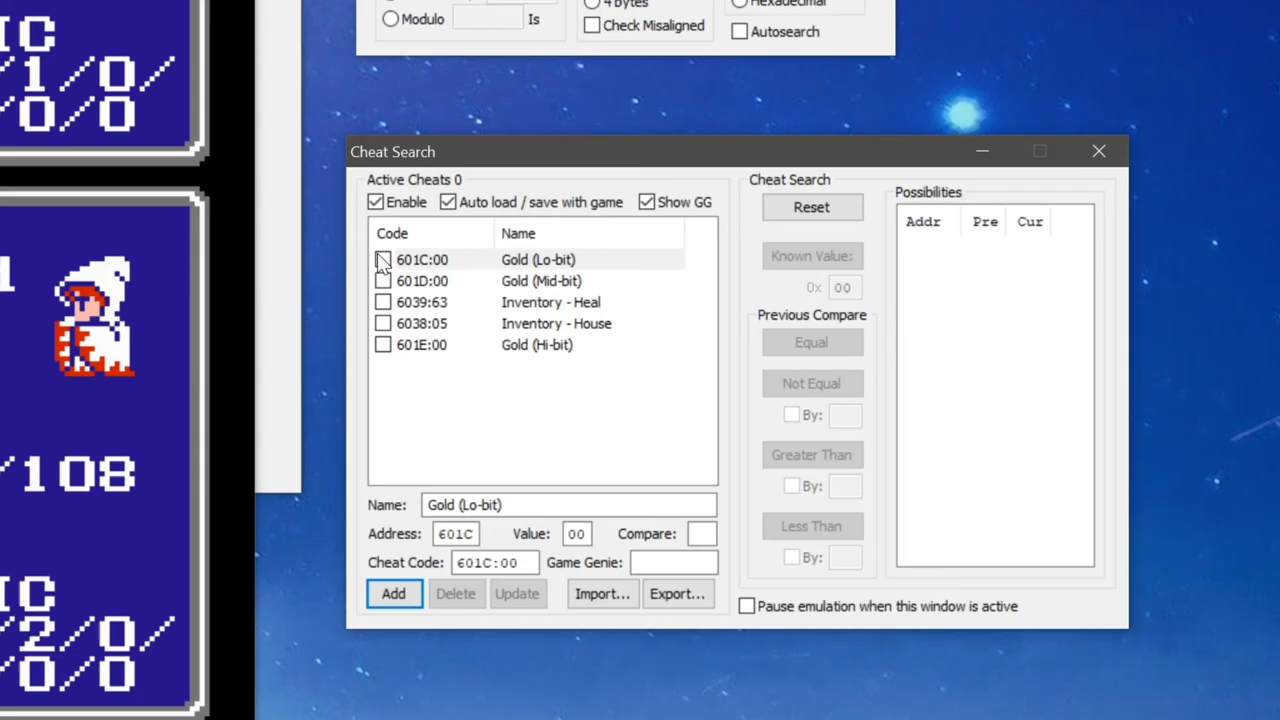 IC
/1/0/
/0/0
1
/108
IC
/2/0/
/0/0
Modulo Is
4 bytes
Check Misaligned
Hexadecimal
Autosearch
Cheat Search
Active Cheats 0
Enable Auto load / save with game Show GG
Code Name
601C:00 Gold (Lo-bit)
601D:00 Gold (Mid-bit)
6039:63 Inventory - Heal
6038:05 Inventory - House
601E:00 Gold (Hi-bit)
Name: Gold (Lo-bit)
Address: 601C Value: 00 Compare:
Cheat Code: 601C:00 Game Genie:
Add Delete Update Import... Export...
Cheat Search
Reset
Known Value:
0x 00
Previous Compare
Equal
Not Equal
By:
Greater Than
By:
Less Than
By:
Possibilities
Addr Pre Cur
Pause emulation when this window is active